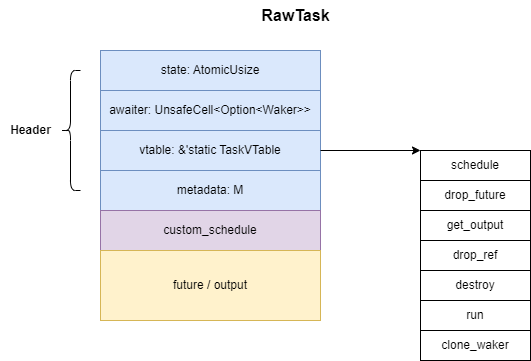 RawTask
Header
state: AtomicUsize
awaiter: UnsafeCell<Option<Waker>>
vtable: &'static TaskVTable
metadata: M
custom_schedule
future / output
schedule
drop_future
get_output
drop_ref
destroy
run
clone_waker